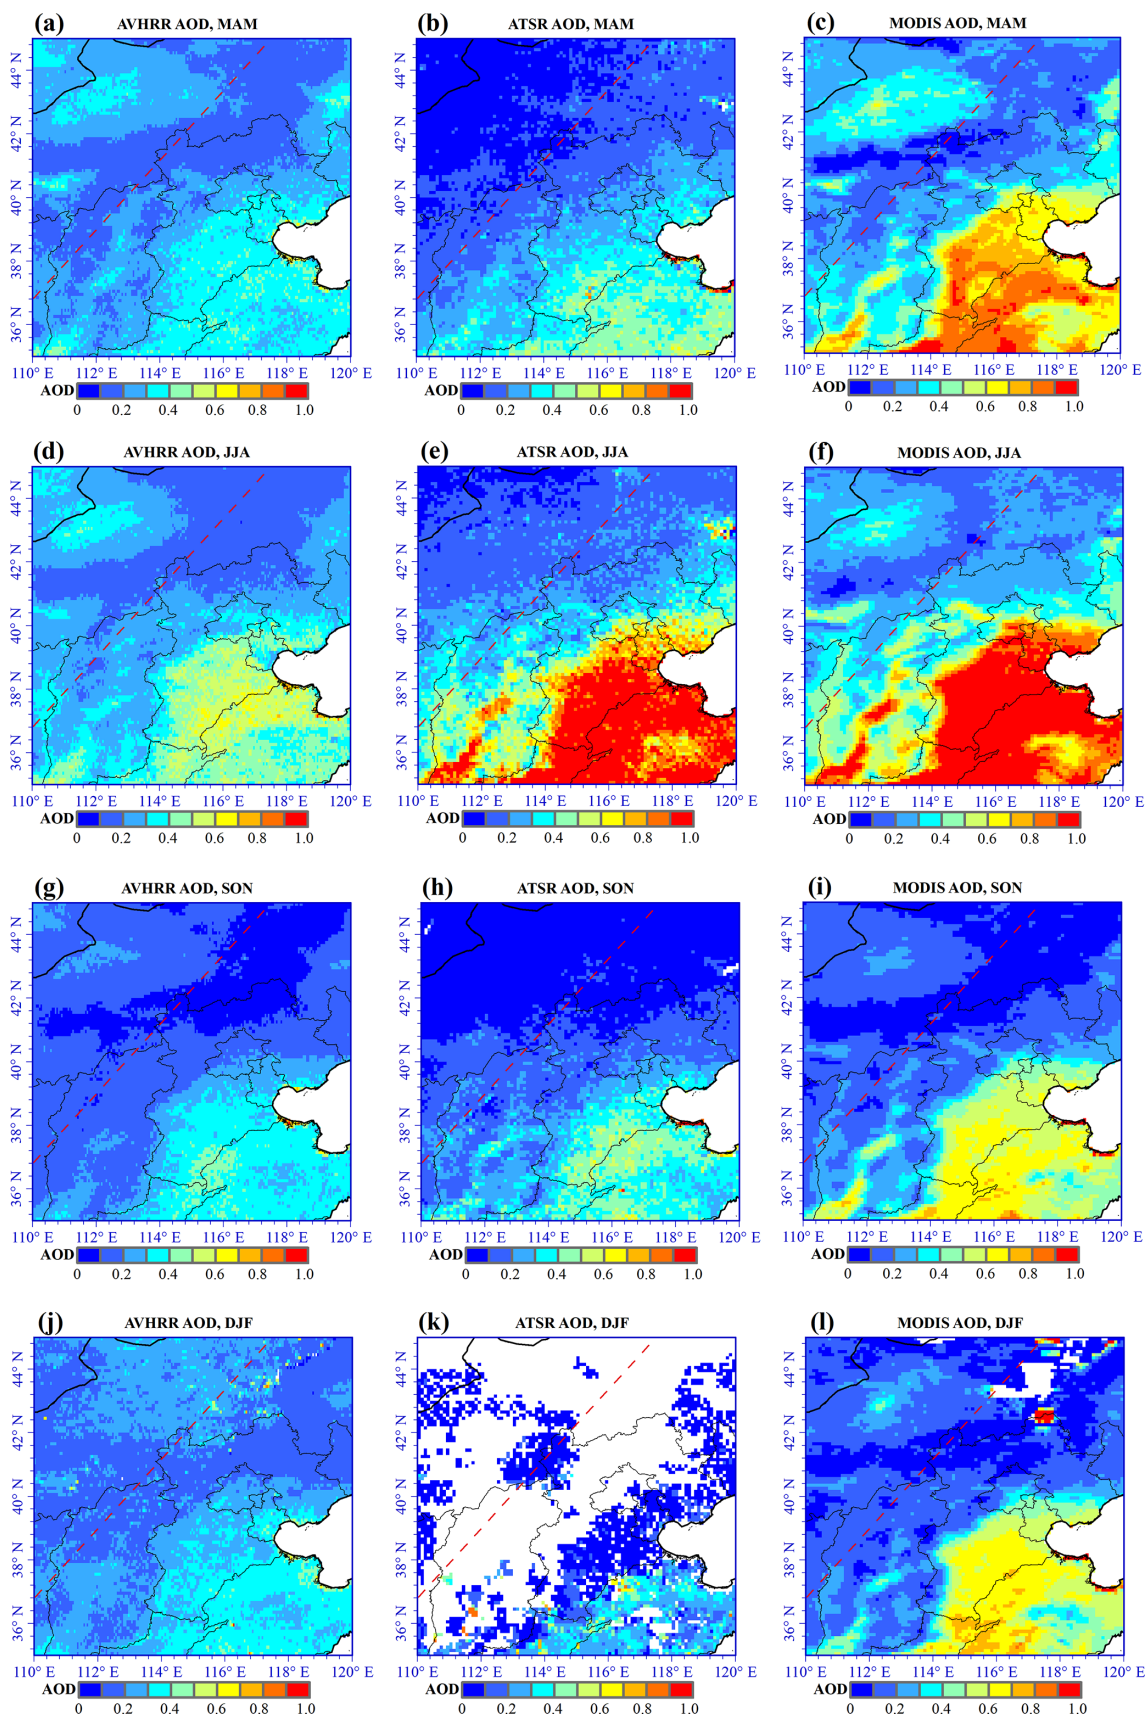 (a) AVHRR AOD, MAM
(b) ATSR AOD, MAM
(c) MODIS AOD, MAM
44° N 42° N 40° N 38° N 36° N
44° N 42° N 40° N 38° N 36° N
44° N 42° N 40° N 38° N 36° N
110° 112° 114° 116° 118° 120° E
110° 112° 114° 116° 118° 120° E
110° 112° 114° 116° 118° 120° E
AOD 0 0.2 0.4 0.6 0.8 1.0
AOD 0 0.2 0.4 0.6 0.8 1.0
AOD 0 0.2 0.4 0.6 0.8 1.0
(d) AVHRR AOD, JJA
(e) ATSR AOD, JJA
(f) MODIS AOD, JJA
44° N 42° N 40° N 38° N 36° N
44° N 42° N 40° N 38° N 36° N
44° N 42° N 40° N 38° N 36° N
110° 112° 114° 116° 118° 120° E
110° 112° 114° 116° 118° 120° E
110° 112° 114° 116° 118° 120° E
AOD 0 0.2 0.4 0.6 0.8 1.0
AOD 0 0.2 0.4 0.6 0.8 1.0
AOD 0 0.2 0.4 0.6 0.8 1.0
(g) AVHRR AOD, SON
(h) ATSR AOD, SON
(i) MODIS AOD, SON
44° N 42° N 40° N 38° N 36° N
44° N 42° N 40° N 38° N 36° N
44° N 42° N 40° N 38° N 36° N
110° 112° 114° 116° 118° 120° E
110° 112° 114° 116° 118° 120° E
110° 112° 114° 116° 118° 120° E
AOD 0 0.2 0.4 0.6 0.8 1.0
AOD 0 0.2 0.4 0.6 0.8 1.0
AOD 0 0.2 0.4 0.6 0.8 1.0
(j) AVHRR AOD, DJF
(k) ATSR AOD, DJF
(l) MODIS AOD, DJF
44° N 42° N 40° N 38° N 36° N
44° N 42° N 40° N 38° N 36° N
44° N 42° N 40° N 38° N 36° N
110° 112° 114° 116° 118° 120° E
110° 112° 114° 116° 118° 120° E
110° 112° 114° 116° 118° 120° E
AOD 0 0.2 0.4 0.6 0.8 1.0
AOD 0 0.2 0.4 0.6 0.8 1.0
AOD 0 0.2 0.4 0.6 0.8 1.0